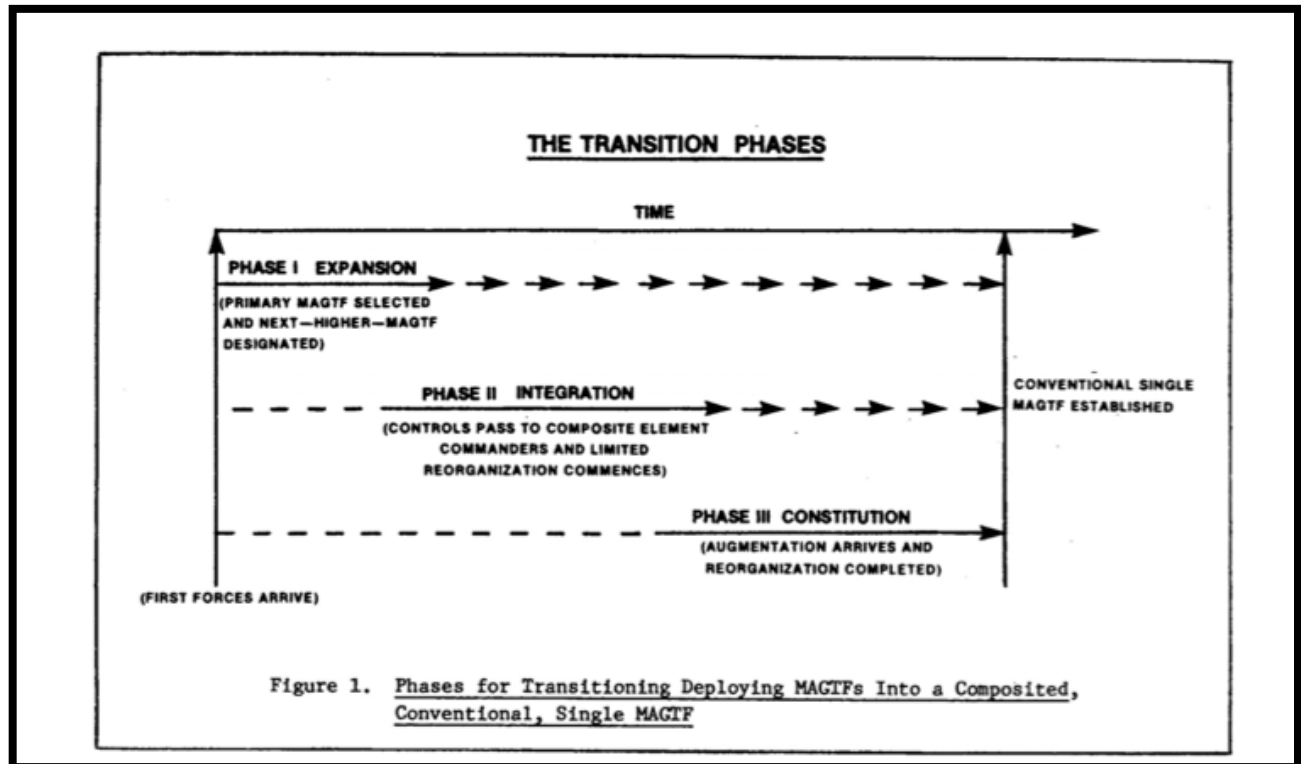 THE TRANSITION PHASES
TIME
PHASE I EXPANSION
(PRIMARY MAGTF SELECTED
AND NEXT—HIGHER—MAGTF
DESIGNATED)
PHASE II INTEGRATION
(CONTROLS PASS TO COMPOSITE ELEMENT
COMMANDERS AND LIMITED
REORGANIZATION COMMENCES)
CONVENTIONAL SINGLE
MAGTF ESTABLISHED
PHASE III CONSTITUTION
(AUGMENTATION ARRIVES AND
REORGANIZATION COMPLETED)
(FIRST FORCES ARRIVE)
Figure 1. Phases for Transitioning Deploying MAGTFs Into a Composited,
Conventional, Single MAGTF